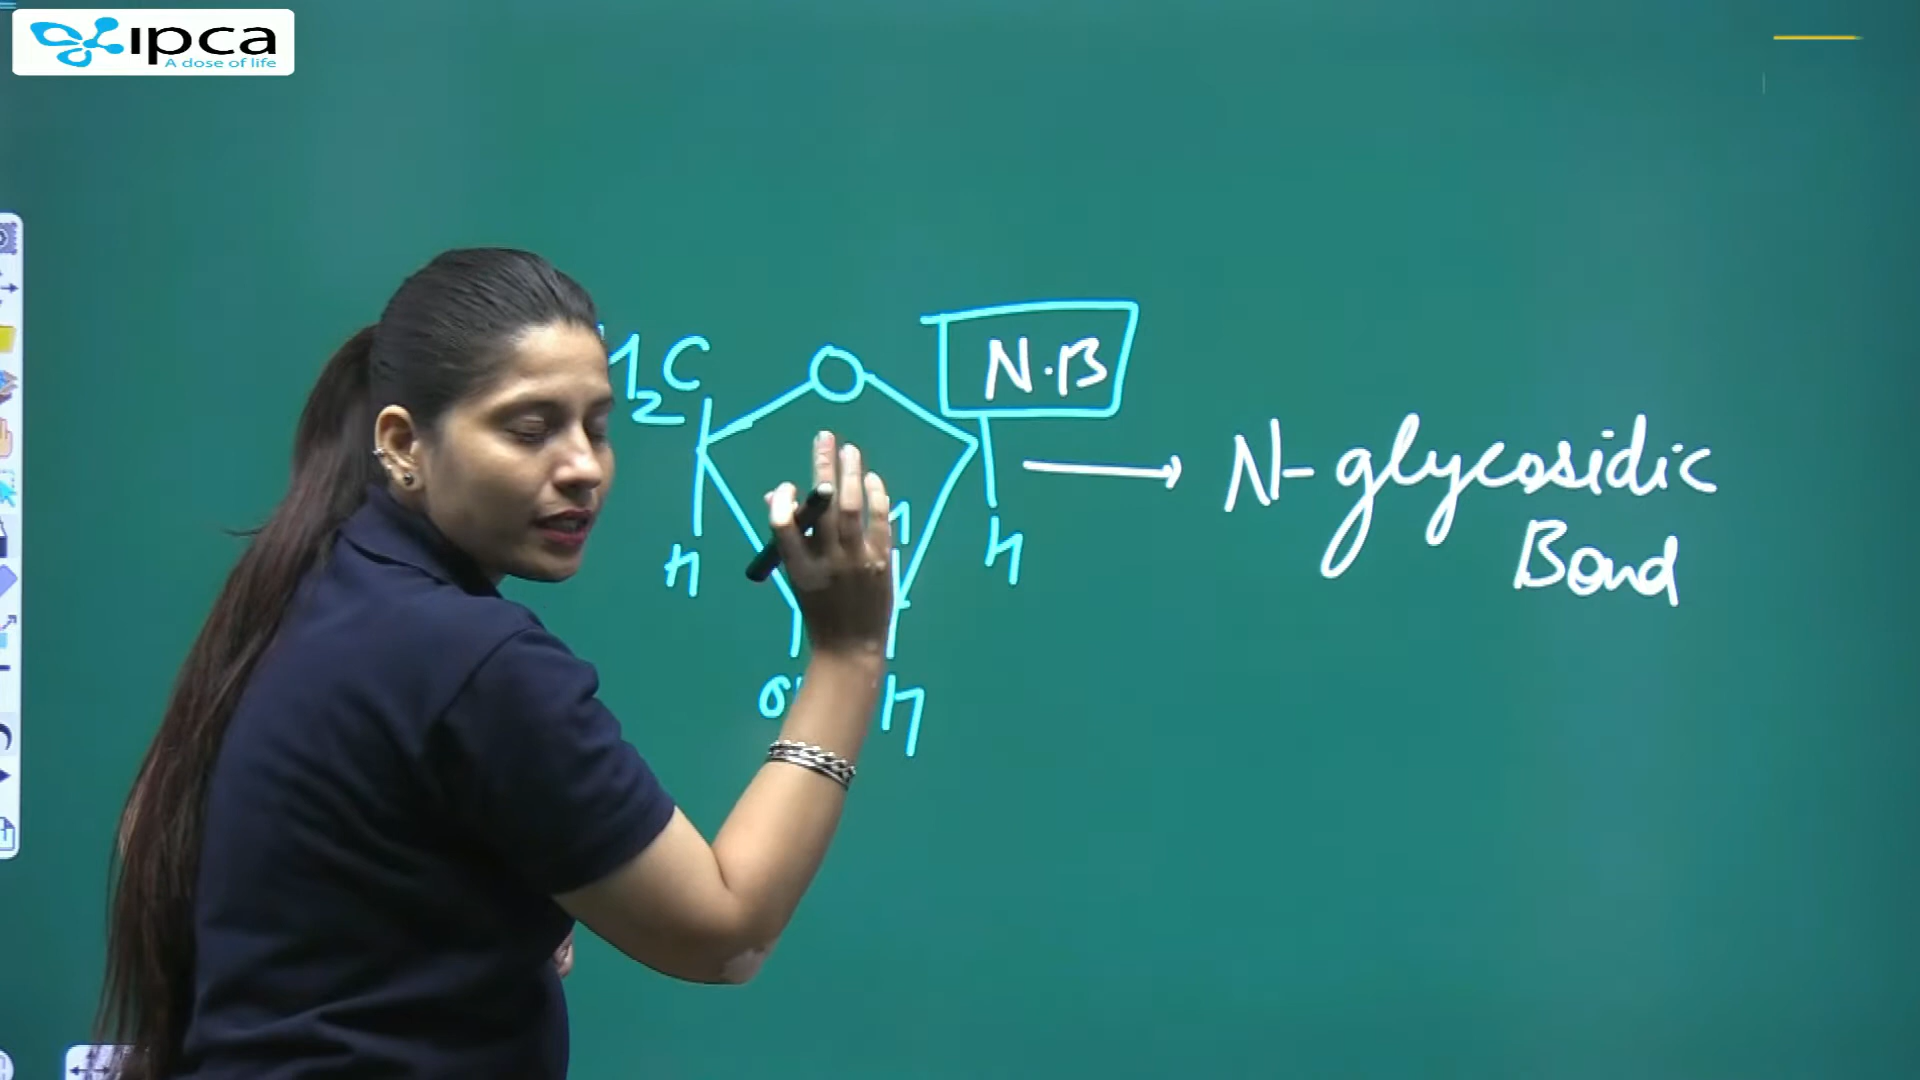 ipca
A dose of life
H2C
O
N.B
H
H
H
H
N-glycosidic
Bond